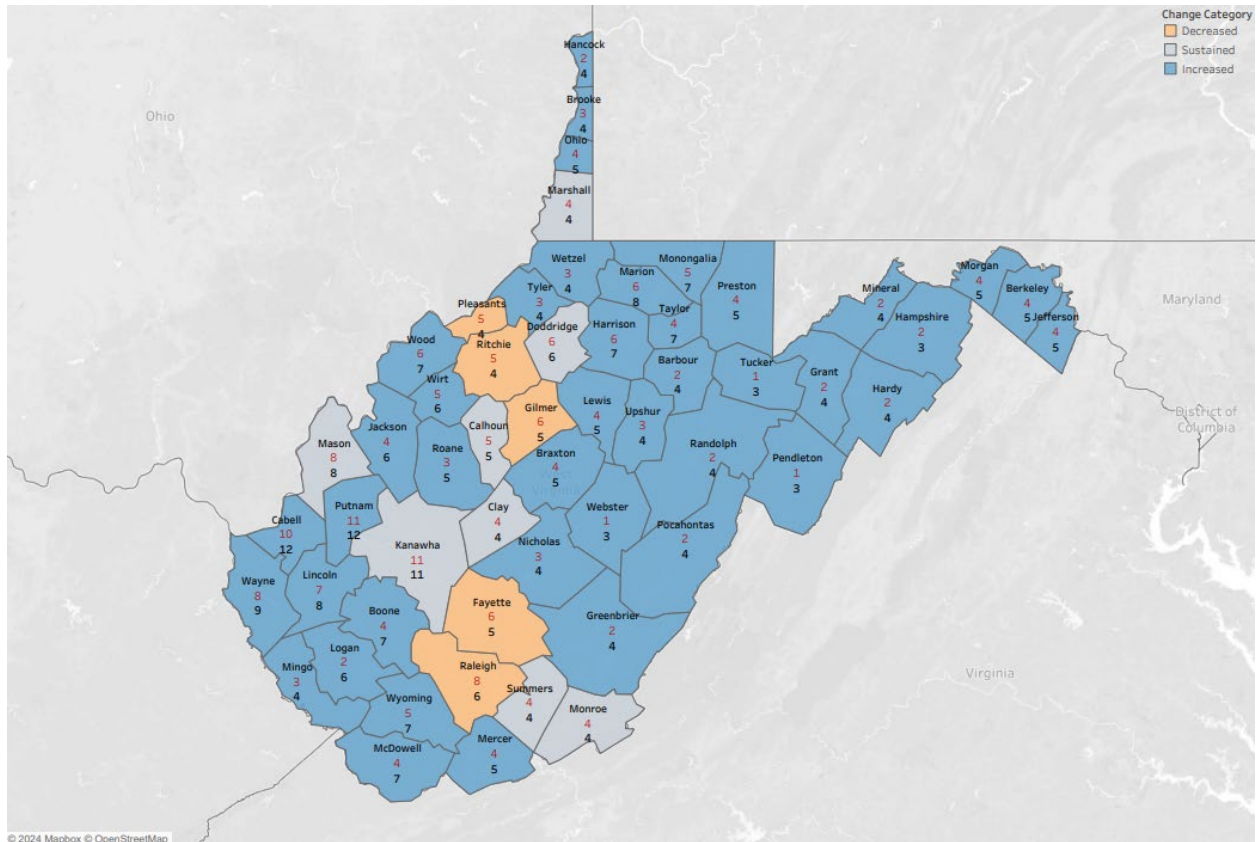 Change Category
Decreased
Sustained
Increased
Ohio
Maryland
District of
Columbia
Virginia
Hancock
2
4
Brooke
3
4
Ohio
4
5
Marshall
4
4
Wetzel
3
4
Monongalia
5
7
Marion
6
8
Preston
4
5
Tyler
3
4
Pleasants
5
4
Doddridge
6
6
Harrison
6
7
Taylor
4
7
Ritchie
5
4
Wood
6
7
Wirt
5
6
Barbour
2
4
Tucker
1
3
Mineral
2
4
Hampshire
2
3
Morgan
4
5
Berkeley
4
5
Jefferson
4
5
Grant
2
4
Hardy
2
4
Gilmer
6
5
Lewis
4
5
Upshur
3
4
Randolph
2
4
Pendleton
1
3
Calhoun
5
5
Jackson
4
6
Roane
3
5
Braxton
4
5
Mason
8
8
Putnam
11
12
Clay
4
4
Webster
1
3
Pocahontas
2
4
Cabell
10
12
Kanawha
11
11
Nicholas
3
4
Wayne
8
9
Lincoln
7
8
Boone
4
7
Fayette
6
5
Greenbrier
2
4
Logan
2
6
Mingo
3
4
Raleigh
8
6
Summers
4
4
Monroe
4
4
Wyoming
5
7
McDowell
4
7
Mercer
4
5
© 2024 Mapbox © OpenStreetMap